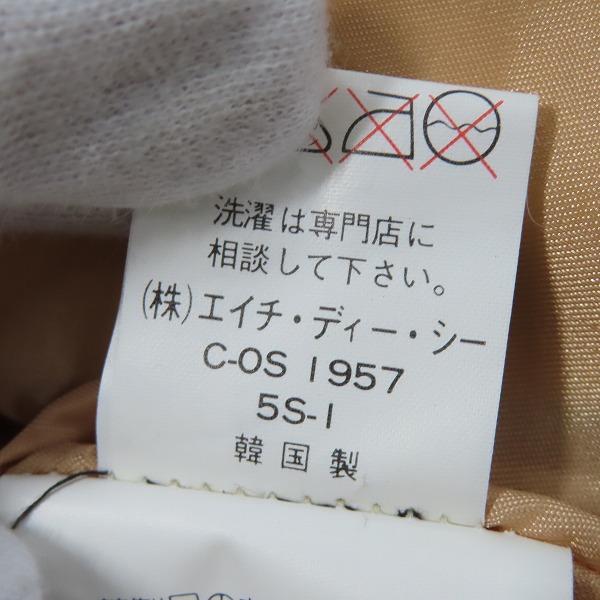 洗濯は専門店に
相談して下さい。
(株)エイチ・ディー・シー
C-OS 1957
5S-1
韓国製